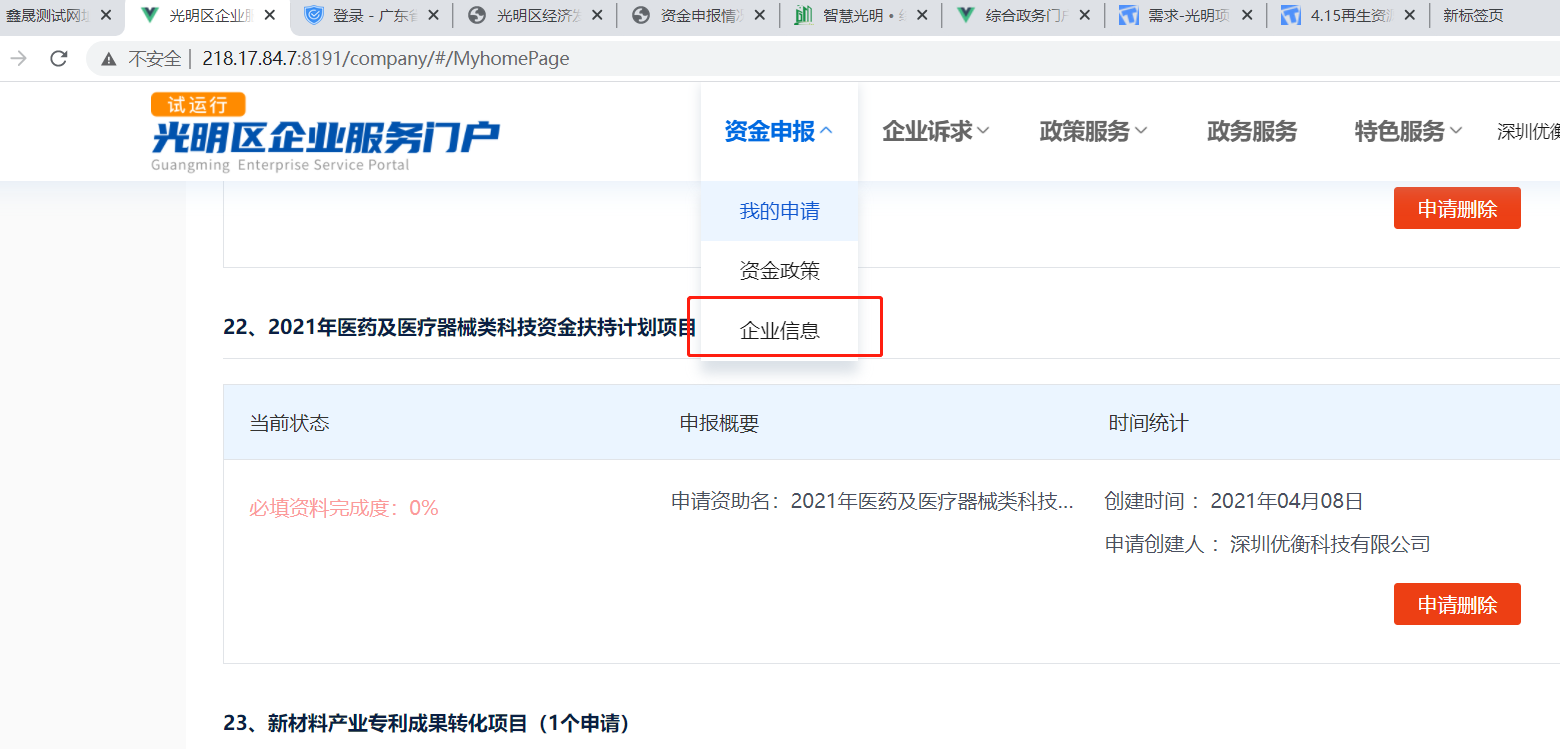 鑫晟测试网址
光明区企业服
登录 - 广东省
光明区经济发
资金申报情况
智慧光明 •
综合政务门户
需求-光明项
4.15再生资源
新标签页
不安全 218.17.84.7:8191/company/#/MyhomePage
试运行
光明区企业服务门户
Guangming Enterprise Service Portal
资金申报
企业诉求
政策服务
政务服务
特色服务
深圳优衡
我的申请
资金政策
企业信息
申请删除
22、2021年医药及医疗器械类科技资金扶持计划项目
当前状态
申报概要
时间统计
必填资料完成度：0%
申请资助名：2021年医药及医疗器械类科技...
创建时间 ：2021年04月08日
申请创建人 ：深圳优衡科技有限公司
申请删除
23、新材料产业专利成果转化项目（1个申请）